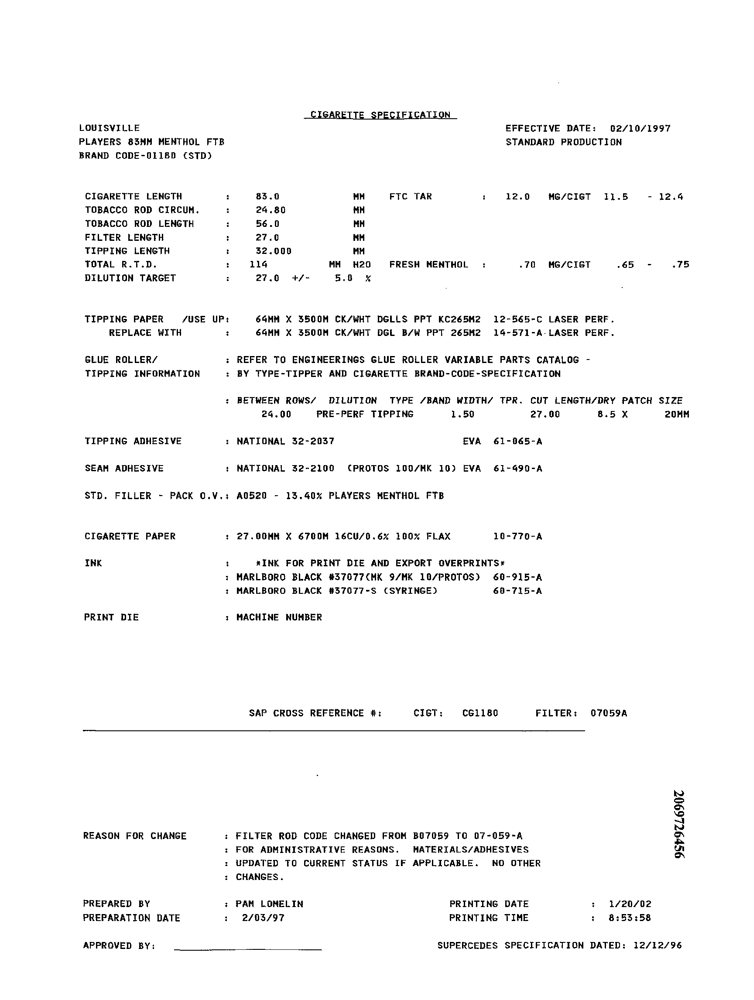 CIGARETTE SPECIFICATION
LOUISVILLE EFFECTIVE DATE: 02/10/1997
PLAYERS 83MM MENTHOL FTB STANDARD PRODUCTION
BRAND CODE-01180 (STD)
CIGARETTE LENGTH : 83.0 MM FTC TAR : 12.0 MG/CIGT 11.5 - 12.4
TOBACCO ROD CIRCUM. : 24.80 MM
TOBACCO ROD LENGTH : 56.0 MM
FILTER LENGTH : 27.0 MM
TIPPING LENGTH : 32.000 MM
TOTAL R.T.D. : 114 MM H20 FRESH MENTHOL : .70 MG/CIGT .65 - .75
DILUTION TARGET : 27.0 +/- 5.0 %
TIPPING PAPER /USE UP: 64MM X 3500M CK/WHT DGLLS PPT KC265M2 12-565-C LASER PERF.
REPLACE WITH : 64MM X 3500M CK/WHT DGL B/W PPT 265M2 14-571-A LASER PERF.
GLUE ROLLER/ : REFER TO ENGINEERINGS GLUE ROLLER VARIABLE PARTS CATALOG -
TIPPING INFORMATION : BY TYPE-TIPPER AND CIGARETTE BRAND-CODE-SPECIFICATION
: BETWEEN ROWS/ DILUTION TYPE /BAND WIDTH/ TPR. CUT LENGTH/DRY PATCH SIZE
24.00 PRE-PERF TIPPING 1.50 27.00 8.5 X 20MM
TIPPING ADHESIVE : NATIONAL 32-2037 EVA 61-065-A
SEAM ADHESIVE : NATIONAL 32-2100 (PROTOS 100/MK 10) EVA 61-490-A
STD. FILLER - PACK O.V.: A0520 - 13.40% PLAYERS MENTHOL FTB
CIGARETTE PAPER : 27.00MM X 6700M 16CU/0.6% 100% FLAX 10-770-A
INK : *INK FOR PRINT DIE AND EXPORT OVERPRINTS*
: MARLBORO BLACK #37077(MK 9/MK 10/PROTOS) 60-915-A
: MARLBORO BLACK #37077-S (SYRINGE) 60-715-A
PRINT DIE : MACHINE NUMBER
SAP CROSS REFERENCE #: CIGT: CG1180 FILTER: 07059A
2069726456
REASON FOR CHANGE : FILTER ROD CODE CHANGED FROM B07059 TO 07-059-A
: FOR ADMINISTRATIVE REASONS. MATERIALS/ADHESIVES
: UPDATED TO CURRENT STATUS IF APPLICABLE. NO OTHER
: CHANGES.
PREPARED BY : PAM LOMELIN PRINTING DATE : 1/20/02
PREPARATION DATE : 2/03/97 PRINTING TIME : 8:53:58
APPROVED BY: SUPERCEDES SPECIFICATION DATED: 12/12/96